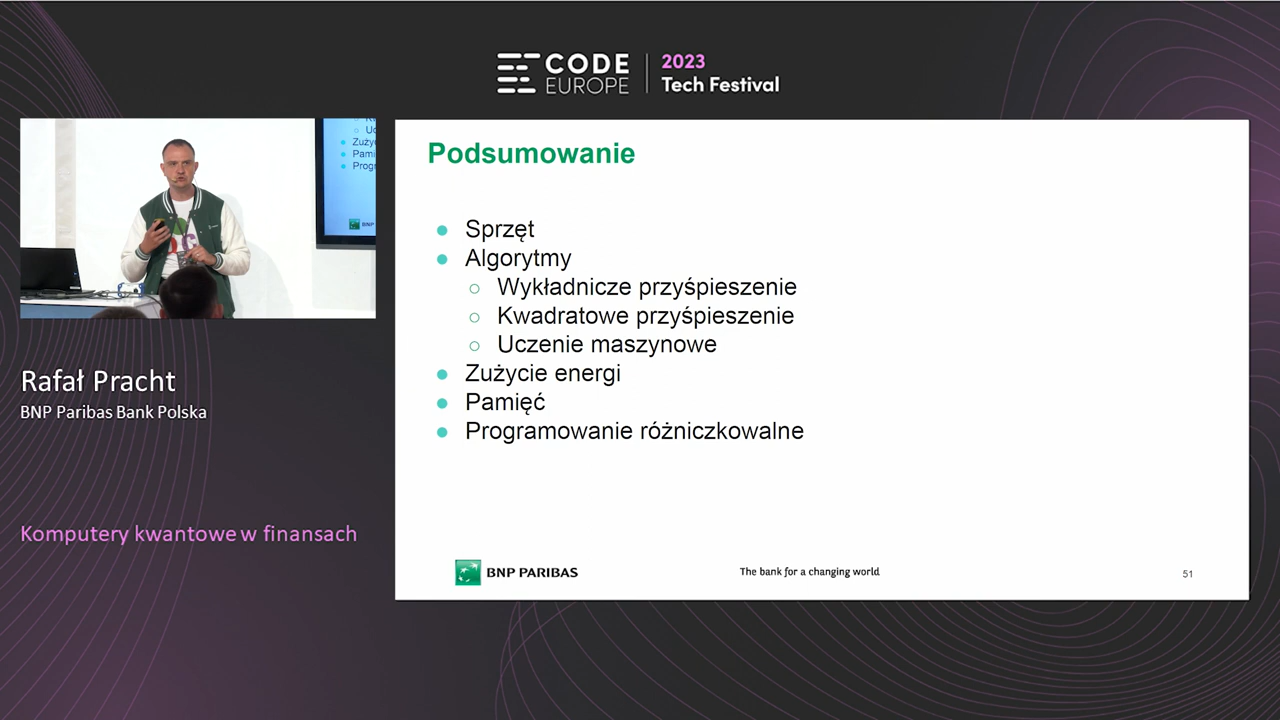 CODE
EUROPE
2023
Tech Festival
Podsumowanie
Sprzęt
Algorytmy
Wykładnicze przyśpieszenie
Kwadratowe przyśpieszenie
Uczenie maszynowe
Zużycie energi
Pamięć
Programowanie różniczkowalne
BNP PARIBAS
The bank for a changing world
51
Rafał Pracht
BNP Paribas Bank Polska
Komputery kwantowe w finansach